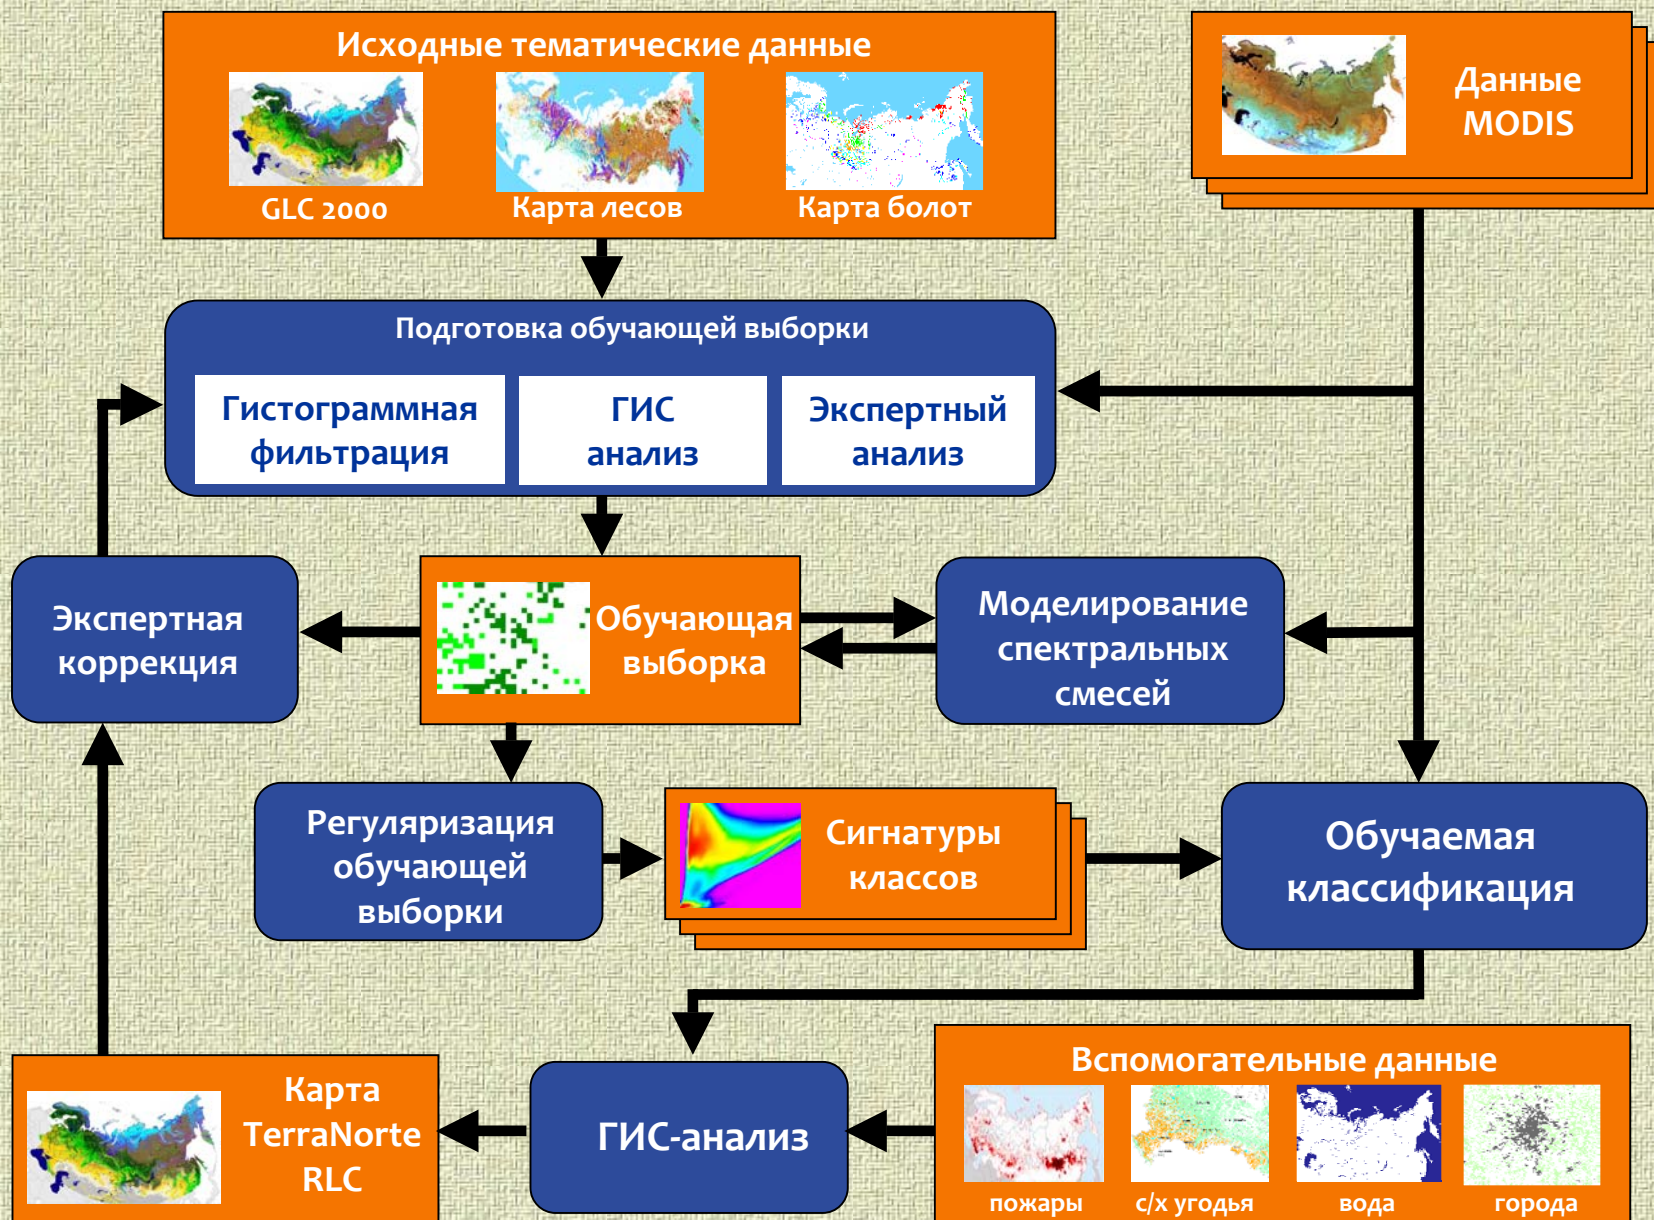 Исходные тематические данные
GLC 2000
Карта лесов
Карта болот
Данные
MODIS
Подготовка обучающей выборки
Гистограммная
фильтрация
ГИС
анализ
Экспертный
анализ
Экспертная
коррекция
Обучающая
выборка
Моделирование
спектральных
смесей
Регуляризация
обучающей
выборки
Сигнатуры
классов
Обучаемая
классификация
Карта
TerraNorte
RLC
ГИС-анализ
Вспомогательные данные
пожары
с/х угодья
вода
города